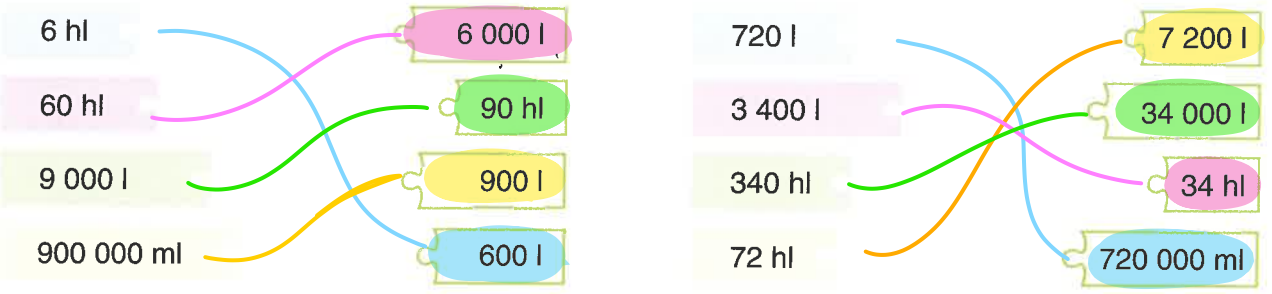 6 hl
60 hl
9 000 l
900 000 ml
6 000 l
90 hl
900 l
600 l
720 l
3 400 l
340 hl
72 hl
7 200 l
34 000 l
34 hl
720 000 ml